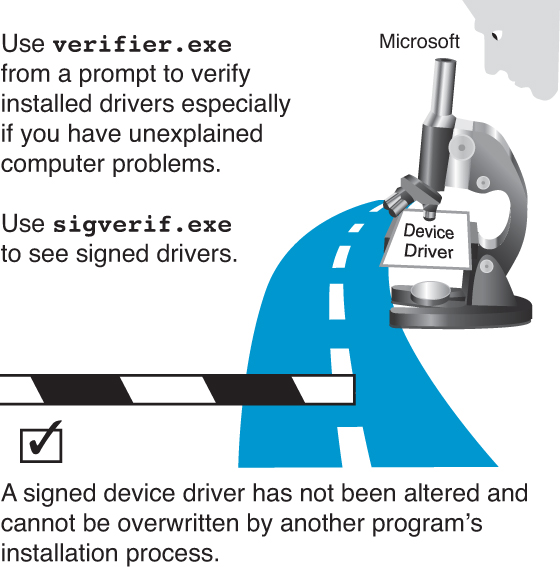 Use verifier.exe
from a prompt to verify
installed drivers especially
if you have unexplained
computer problems.
Use sigverif.exe
to see signed drivers.
Microsoft
Device
Driver
A signed device driver has not been altered and
cannot be overwritten by another program’s
installation process.